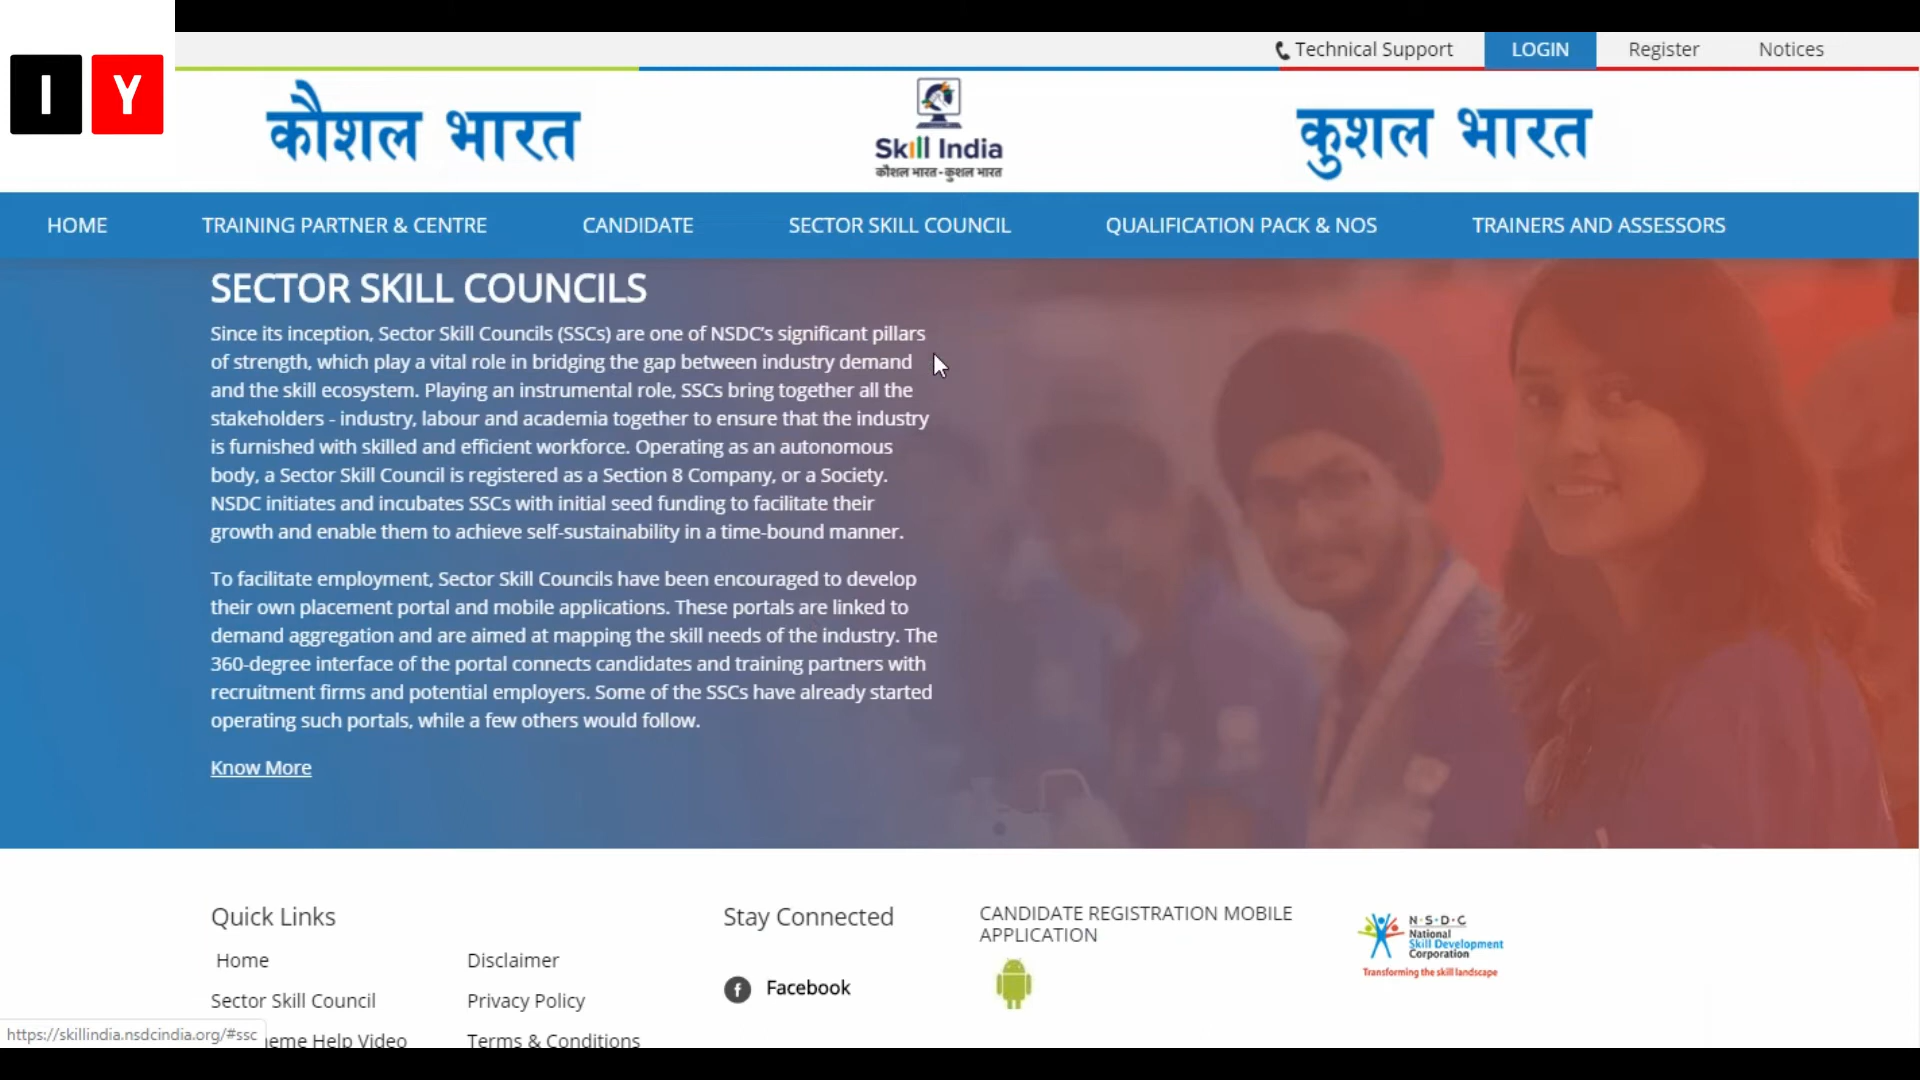 I Y
Technical Support LOGIN Register Notices
कौशल भारत
Skill India
कौशल भारत-कुशल भारत
कुशल भारत
HOME TRAINING PARTNER & CENTRE CANDIDATE SECTOR SKILL COUNCIL QUALIFICATION PACK & NOS TRAINERS AND ASSESSORS
SECTOR SKILL COUNCILS
Since its inception, Sector Skill Councils (SSCs) are one of NSDC's significant pillars
of strength, which play a vital role in bridging the gap between industry demand
and the skill ecosystem. Playing an instrumental role, SSCs bring together all the
stakeholders - industry, labour and academia together to ensure that the industry
is furnished with skilled and efficient workforce. Operating as an autonomous
body, a Sector Skill Council is registered as a Section 8 Company, or a Society.
NSDC initiates and incubates SSCs with initial seed funding to facilitate their
growth and enable them to achieve self-sustainability in a time-bound manner.
To facilitate employment, Sector Skill Councils have been encouraged to develop
their own placement portal and mobile applications. These portals are linked to
demand aggregation and are aimed at mapping the skill needs of the industry. The
360-degree interface of the portal connects candidates and training partners with
recruitment firms and potential employers. Some of the SSCs have already started
operating such portals, while a few others would follow.
Know More
Quick Links
Home
Sector Skill Council
eme Help Video
Disclaimer
Privacy Policy
Terms & Conditions
Stay Connected
Facebook
CANDIDATE REGISTRATION MOBILE
APPLICATION
N·S·D·C
National
Skill Development
Corporation
Transforming the skill landscape
https://skillindia.nsdcindia.org/#ssc